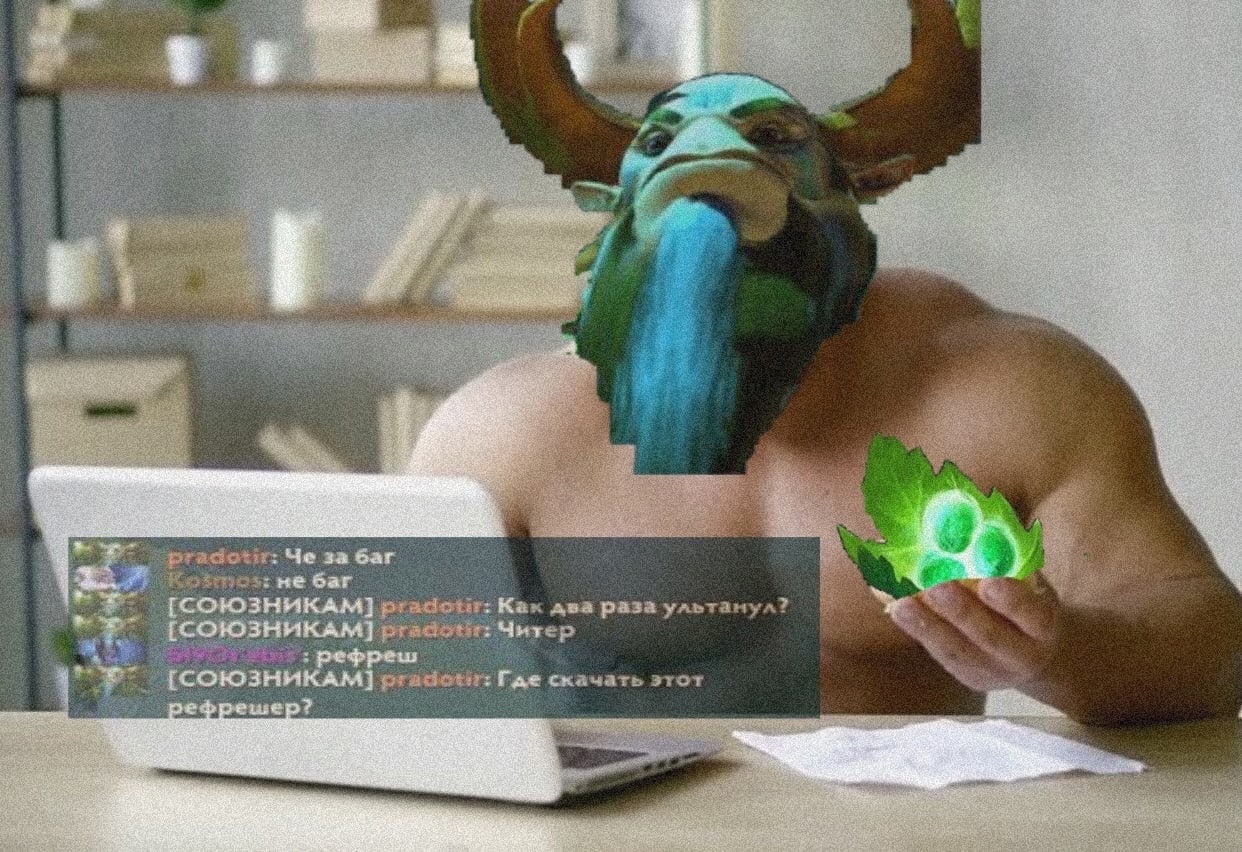 pradotir: Че за баг
Kosmos: не баг
[СОЮЗНИКАМ] pradotir: Как два раза ультанул?
[СОЮЗНИКАМ] pradotir: Читер
: рефреш
[СОЮЗНИКАМ] pradotir: Где скачать этот
рефрешер?